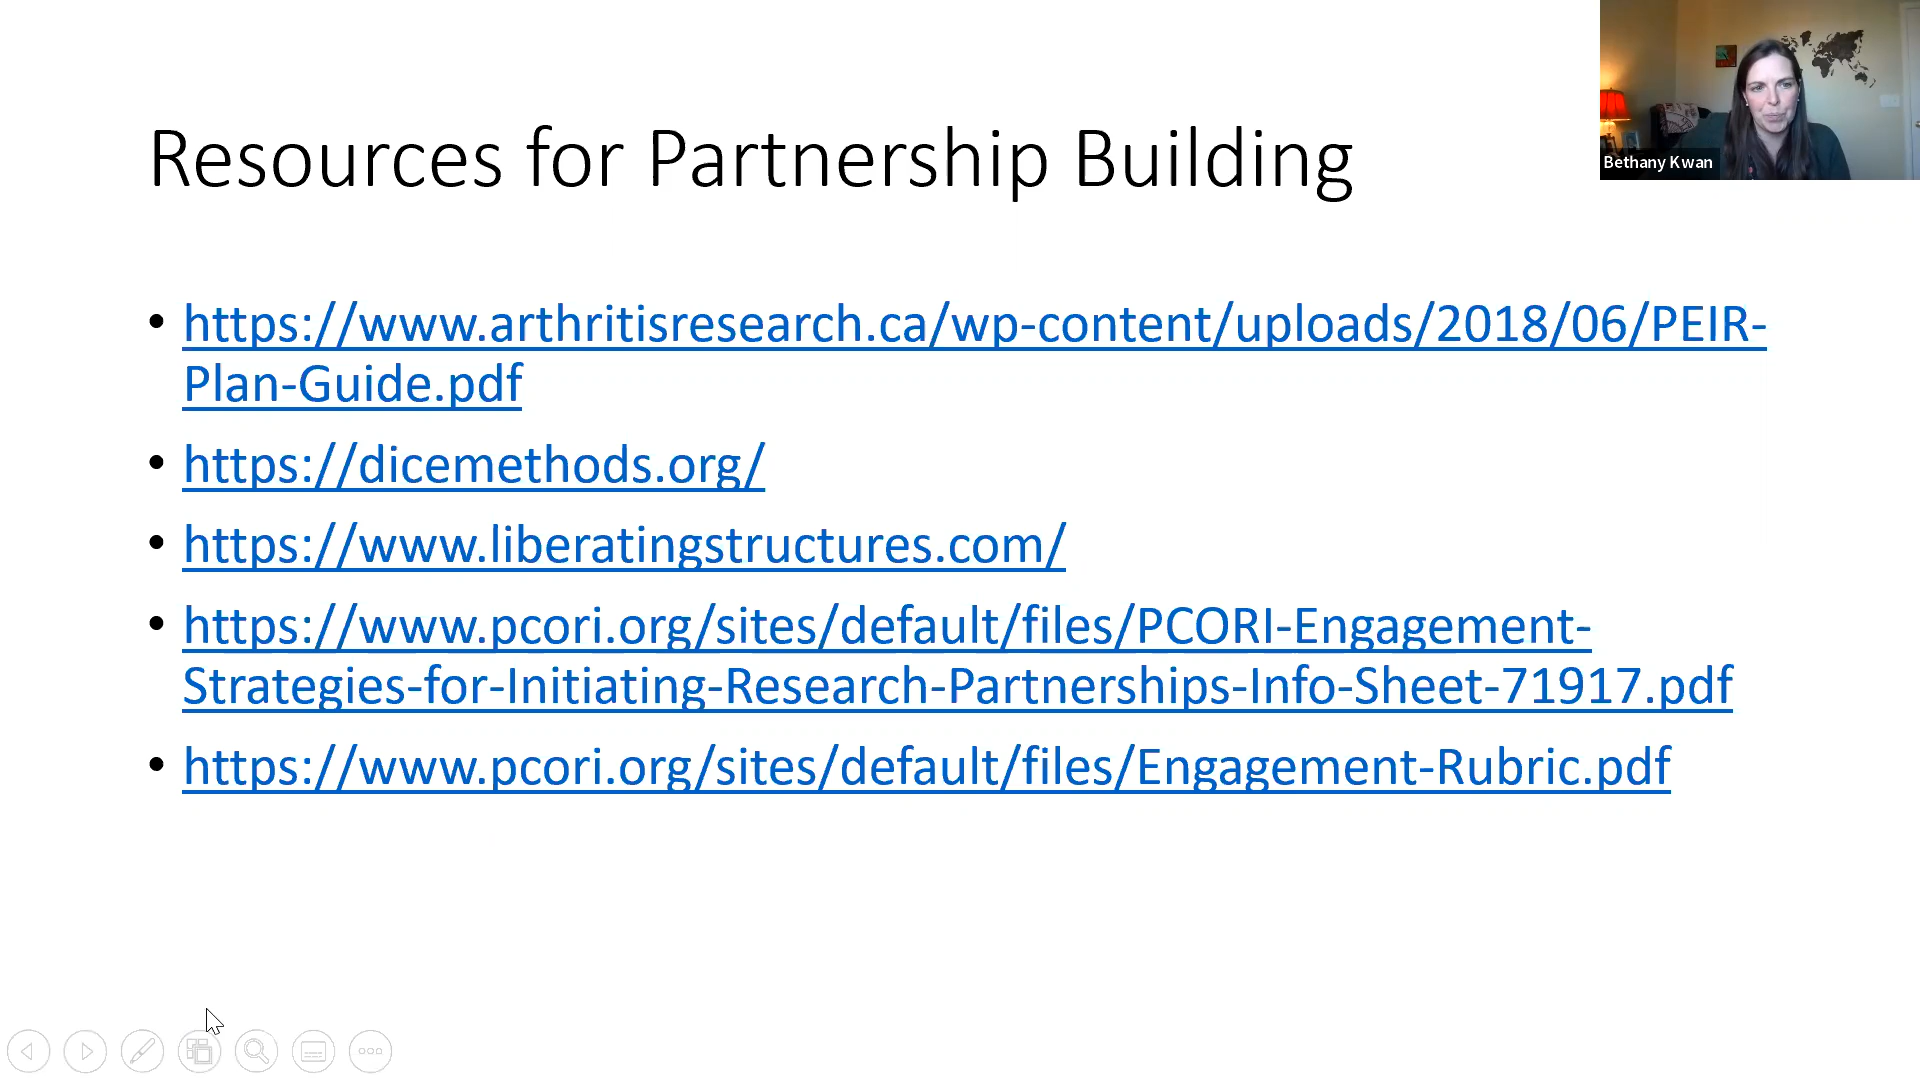 Resources for Partnership Building
Bethany Kwan
• https://www.arthritisresearch.ca/wp-content/uploads/2018/06/PEIR-
Plan-Guide.pdf
• https://dicemethods.org/
• https://www.liberatingstructures.com/
• https://www.pcori.org/sites/default/files/PCORI-Engagement-
Strategies-for-Initiating-Research-Partnerships-Info-Sheet-71917.pdf
• https://www.pcori.org/sites/default/files/Engagement-Rubric.pdf